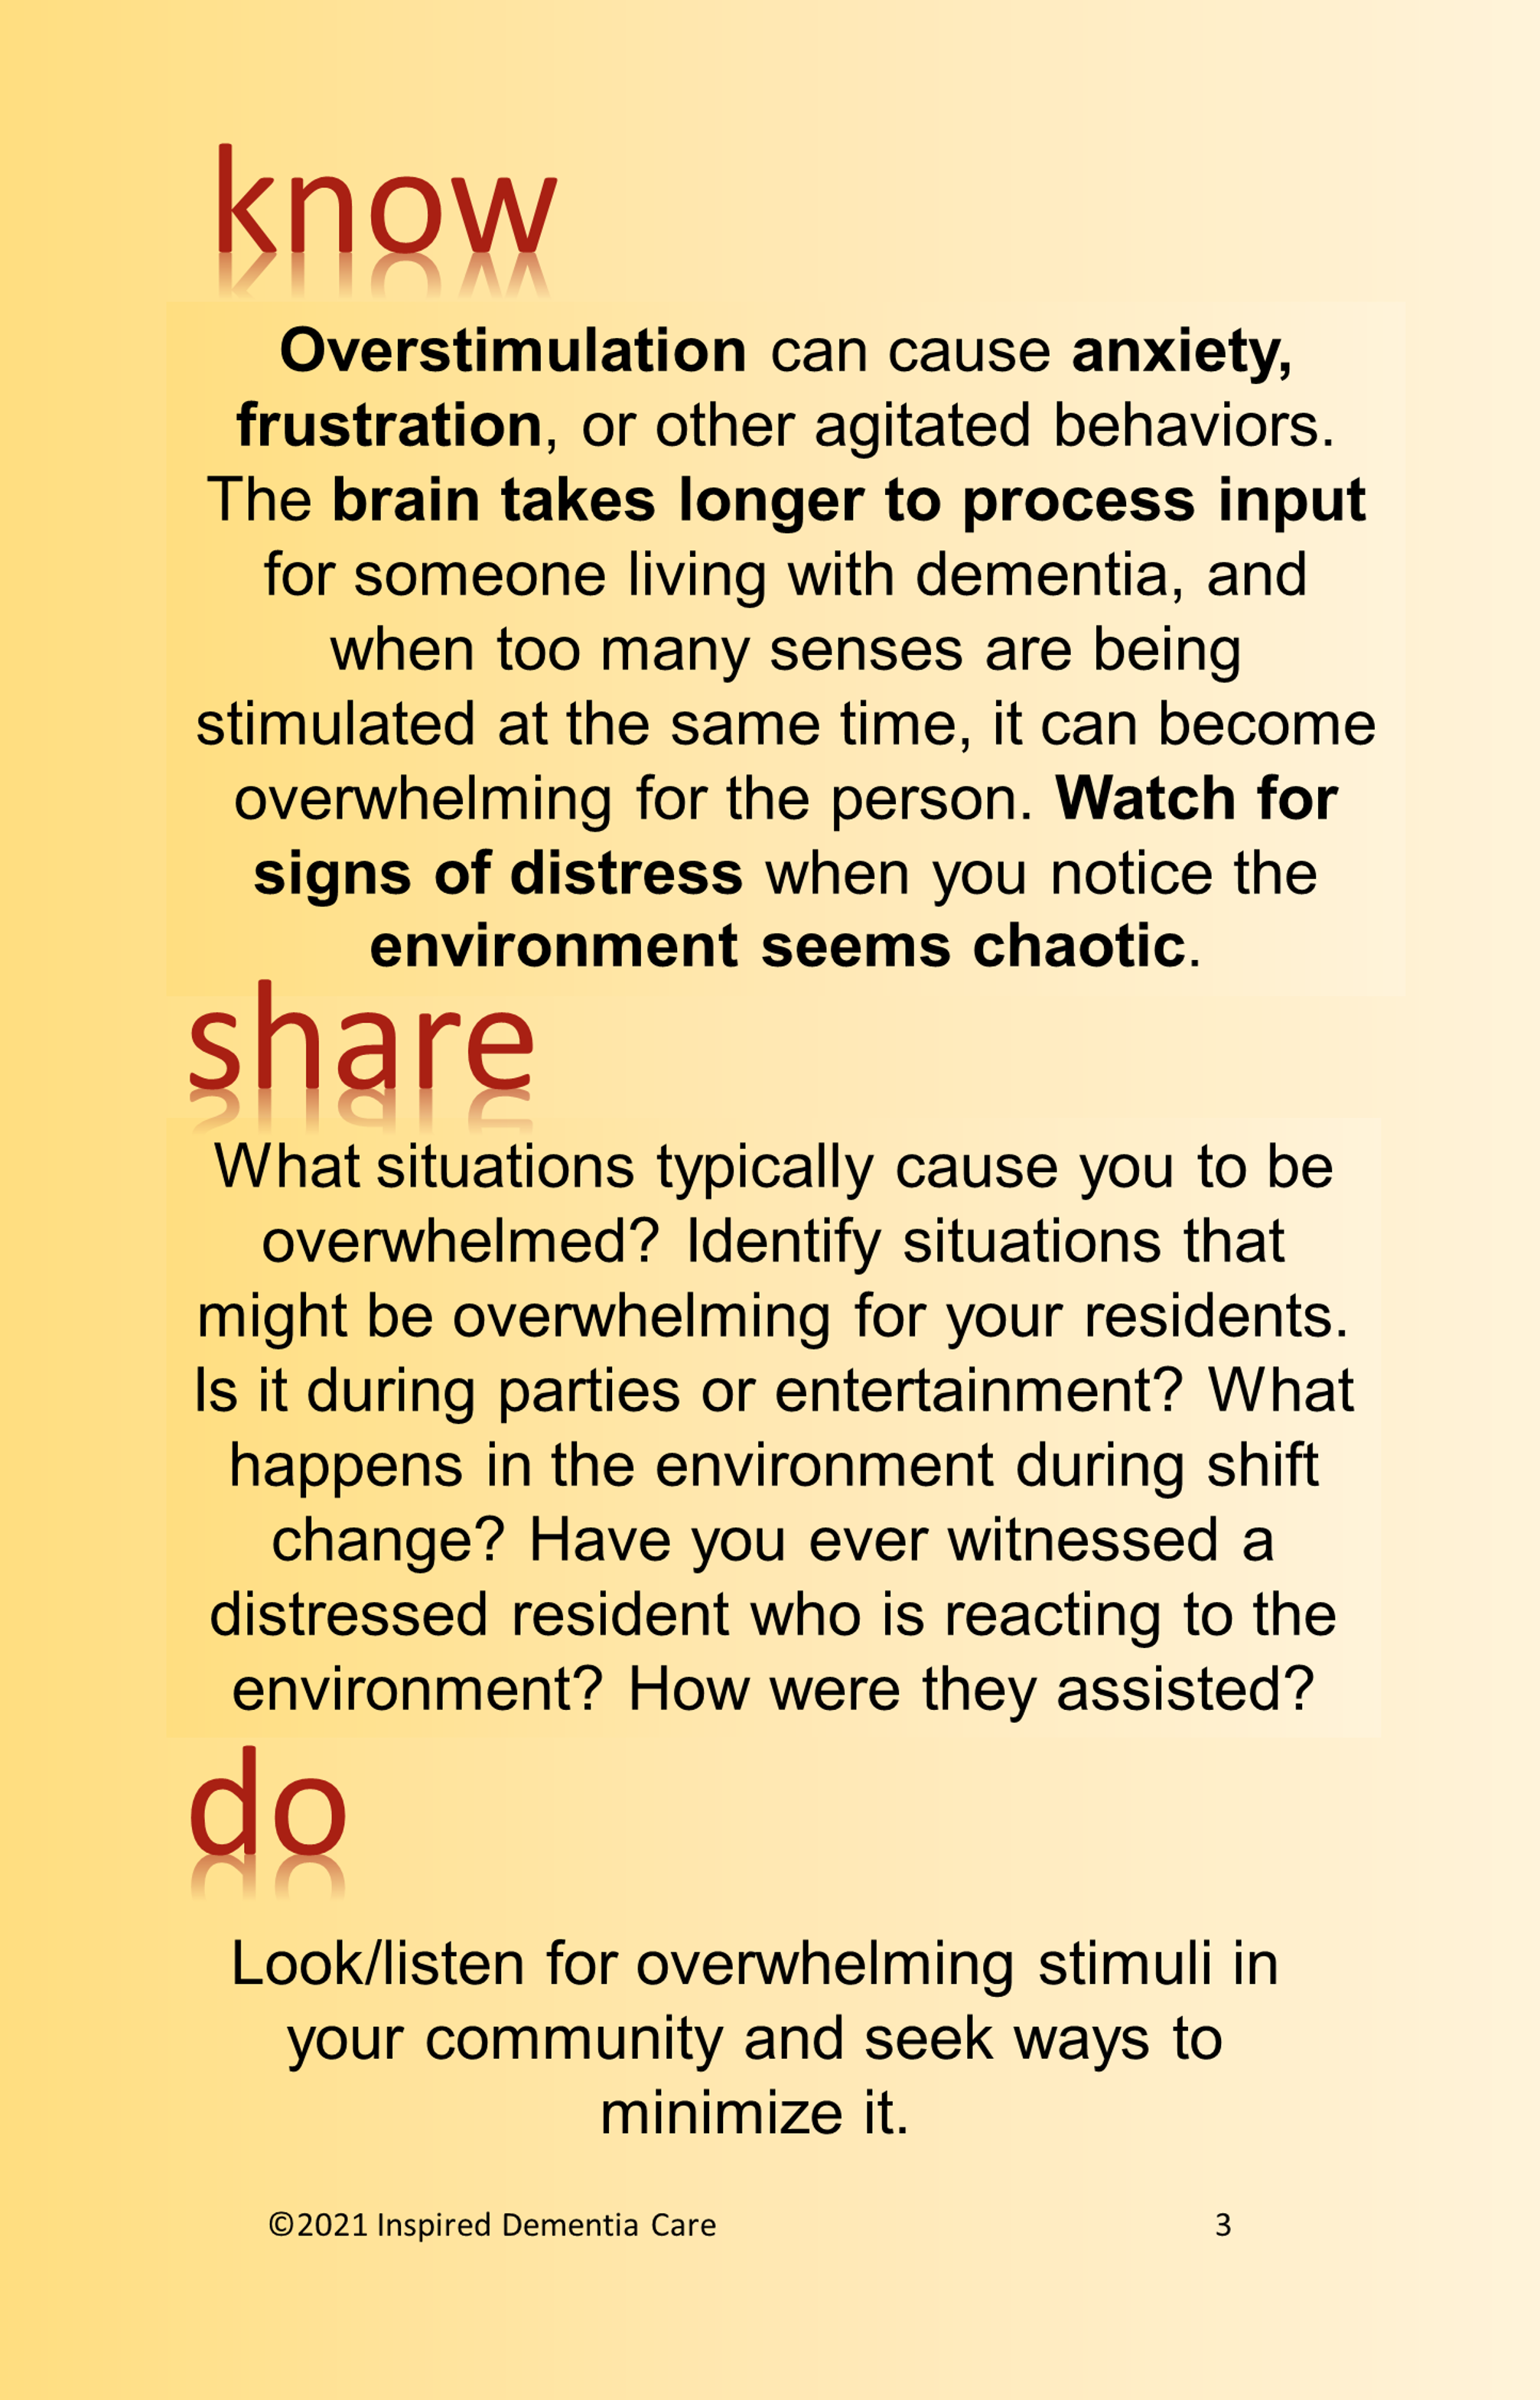 know
Overstimulation can cause anxiety,
frustration, or other agitated behaviors.
The brain takes longer to process input
for someone living with dementia, and
when too many senses are being
stimulated at the same time, it can become
overwhelming for the person. Watch for
signs of distress when you notice the
environment seems chaotic.
share
What situations typically cause you to be
overwhelmed? Identify situations that
might be overwhelming for your residents.
Is it during parties or entertainment? What
happens in the environment during shift
change? Have you ever witnessed a
distressed resident who is reacting to the
environment? How were they assisted?
do
Look/listen for overwhelming stimuli in
your community and seek ways to
minimize it.
©2021 Inspired Dementia Care 3